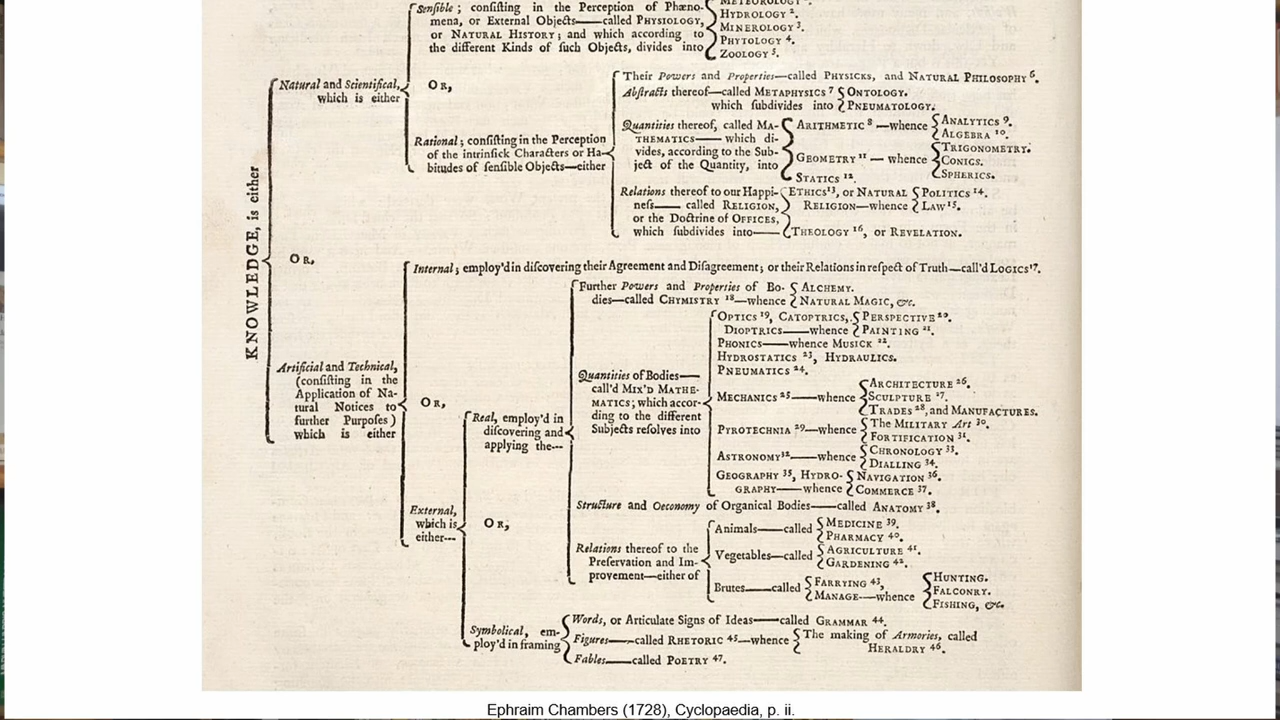 Senſible; conſiſting in the Perception of Phæno-
mena, or External Objects—called PHYSIOLOGY,
or NATURAL HISTORY; and which according to
the different Kinds of ſuch Objects, divides into
METEOROLOGY 1.
HYDROLOGY 2.
MINEROLOGY 3.
PHYTOLOGY 4.
ZOOLOGY 5.
KNOWLEDGE, is either
Natural and Scientifical,
which is either
OR,
Rational; conſiſting in the Perception
of the intrinſick Characters or Ha-
bitudes of ſenſible Objects—either
Their Powers and Properties—called PHYSICKS, and NATURAL PHILOSOPHY 6.
Abſtracts thereof—called METAPHYSICS 7
which ſubdivides into
ONTOLOGY.
PNEUMATOLOGY.
Quantities thereof, called MA-
THEMATICS—which di-
vides, according to the Sub-
ject of the Quantity, into
ARITHMETIC 8—whence
ANALYTICS 9.
ALGEBRA 10.
GEOMETRY 11—whence
TRIGONOMETRY.
CONICS.
SPHERICS.
STATICS 12.
Relations thereof to our Happi-
neſs—called RELIGION,
or the Doctrine of OFFICES,
which ſubdivides into—
ETHICS 13, or NATURAL
RELIGION—whence
POLITICS 14.
LAW 15.
THEOLOGY 16, or REVELATION.
OR,
Artificial and Technical,
(conſiſting in the
Application of Na-
tural Notices to
further Purpoſes)
which is either
Internal; employ'd in diſcovering their Agreement and Diſagreement; or their Relations in reſpect of Truth—call'd LOGICS 17.
OR,
External,
which is
either---
Real, employ'd in
diſcovering and
applying the---
Further Powers and Properties of Bo-
dies—called CHYMISTRY 18—whence
ALCHEMY.
NATURAL MAGIC, &c.
Quantities of Bodies—
call'd MIX'D MATHE-
MATICS; which accor-
ding to the different
Subjects reſolves into
OPTICS 19, CATOPTRICS,
DIOPTRICS—whence
PERSPECTIVE 20.
PAINTING 21.
PHONICS—whence MUSICK 22.
HYDROSTATICS 23, HYDRAULICS.
PNEUMATICS 24.
MECHANICS 25—whence
ARCHITECTURE 26.
SCULPTURE 27.
TRADES 28, and MANUFACTURES.
PYROTECHNIA 29—whence
The MILITARY Art 30.
FORTIFICATION 31.
ASTRONOMY 32—whence
CHRONOLOGY 33.
DIALLING 34.
GEOGRAPHY 35, HYDRO-
GRAPHY—whence
NAVIGATION 36.
COMMERCE 37.
Structure and Oeconomy of Organical Bodies—called ANATOMY 38.
Relations thereof to the
Preſervation and Im-
provement—either of
Animals—called
MEDICINE 39.
PHARMACY 40.
Vegetables—called
AGRICULTURE 41.
GARDENING 42.
Brutes—called
FARRYING 43,
MANAGE—whence
HUNTING.
FALCONRY.
FISHING, &c.
OR,
Symbolical, em-
ploy'd in framing
Words, or Articulate Signs of Ideas—called GRAMMAR 44.
Figures—called RHETORIC 45—whence
The making of Armories, called
HERALDRY 46.
Fables—called POETRY 47.
Ephraim Chambers (1728), Cyclopaedia, p. ii.